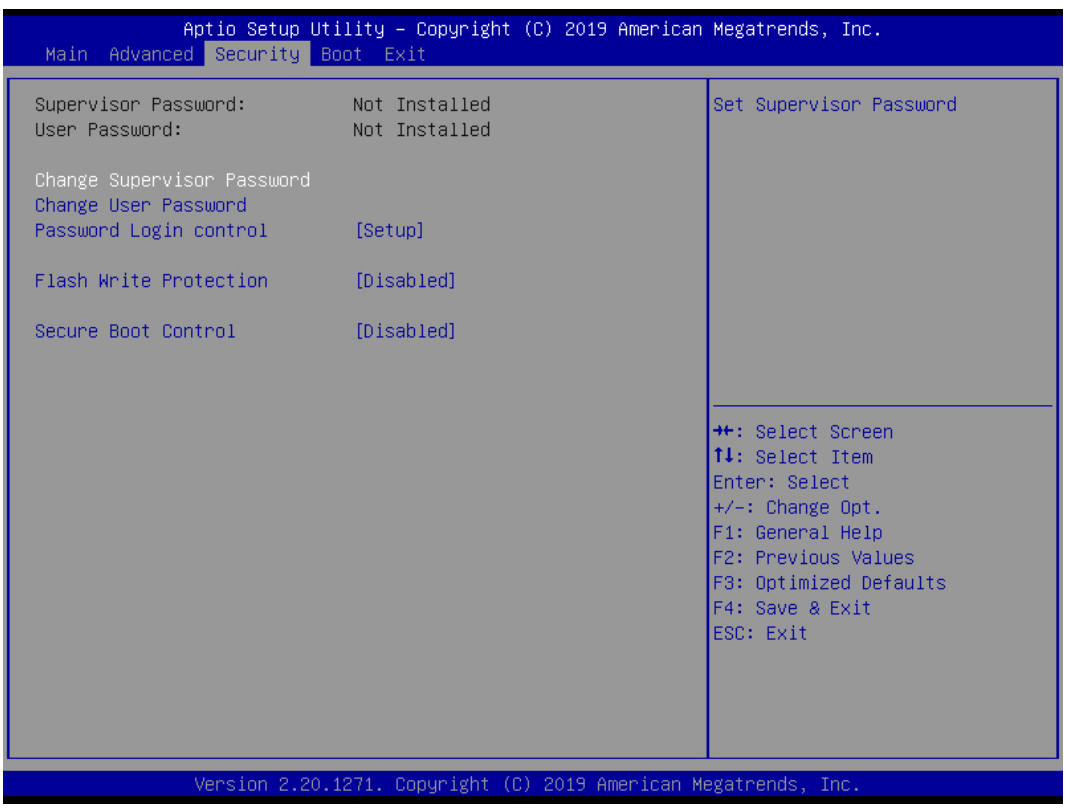 Aptio Setup Utility – Copyright (C) 2019 American Megatrends, Inc.
Main Advanced Security Boot Exit
Supervisor Password: Not Installed
User Password: Not Installed
Change Supervisor Password
Change User Password
Password Login control [Setup]
Flash Write Protection [Disabled]
Secure Boot Control [Disabled]
Set Supervisor Password
→←: Select Screen
↑↓: Select Item
Enter: Select
+/-: Change Opt.
F1: General Help
F2: Previous Values
F3: Optimized Defaults
F4: Save & Exit
ESC: Exit
Version 2.20.1271. Copyright (C) 2019 American Megatrends, Inc.